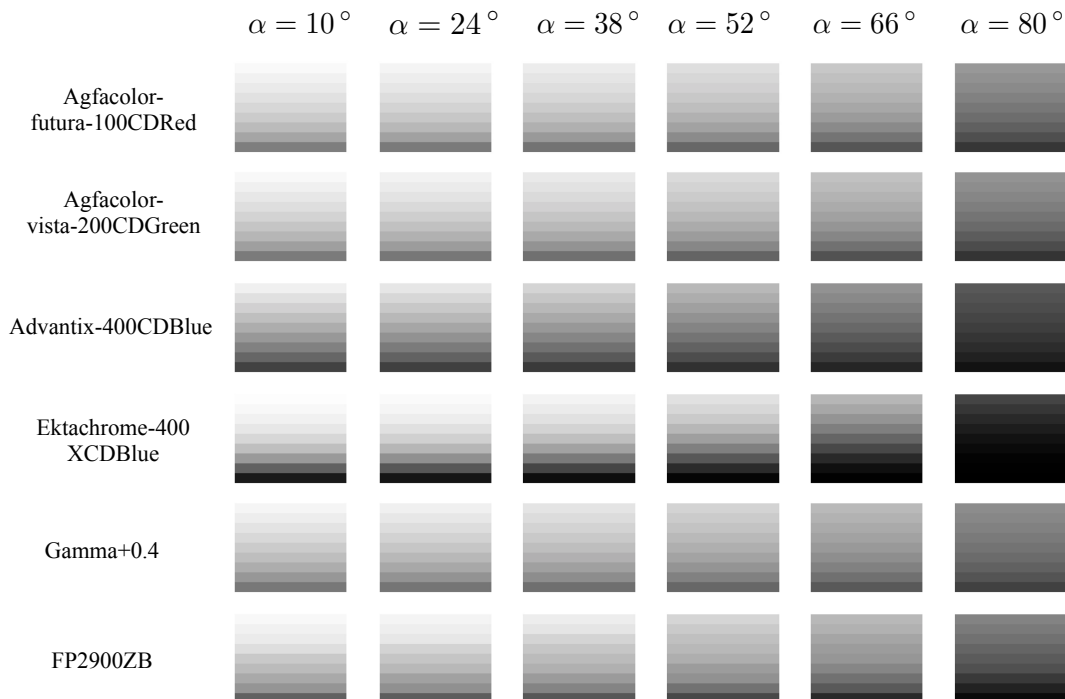 α = 10° α = 24° α = 38° α = 52° α = 66° α = 80°
Agfacolor-
futura-100CDRed
Agfacolor-
vista-200CDGreen
Advantix-400CDBlue
Ektachrome-400
XCDBlue
Gamma+0.4
FP2900ZB